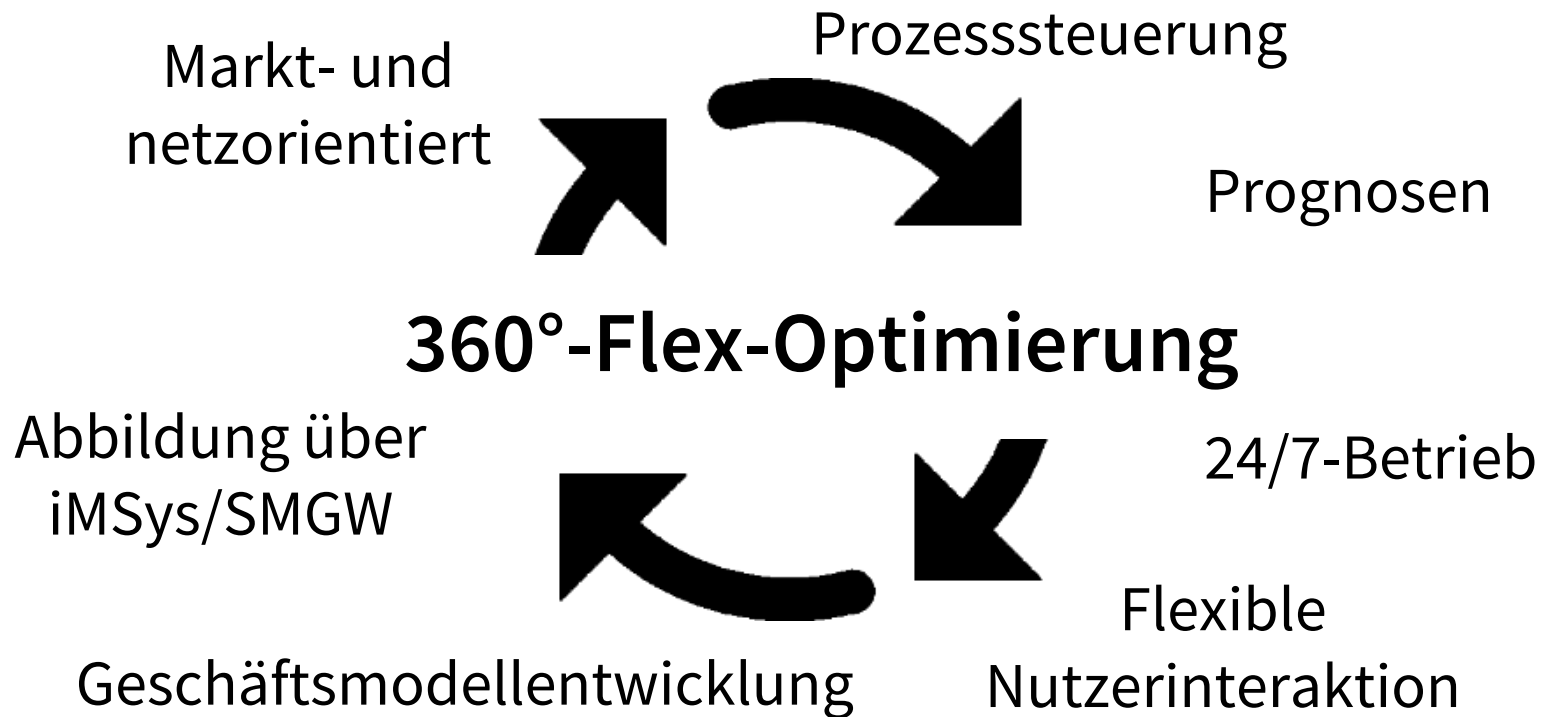 Prozesssteuerung
Markt- und
netzorientiert
Prognosen
360°-Flex-Optimierung
Abbildung über
iMSys/SMGW
24/7-Betrieb
Flexible
Nutzerinteraktion
Geschäftsmodellentwicklung